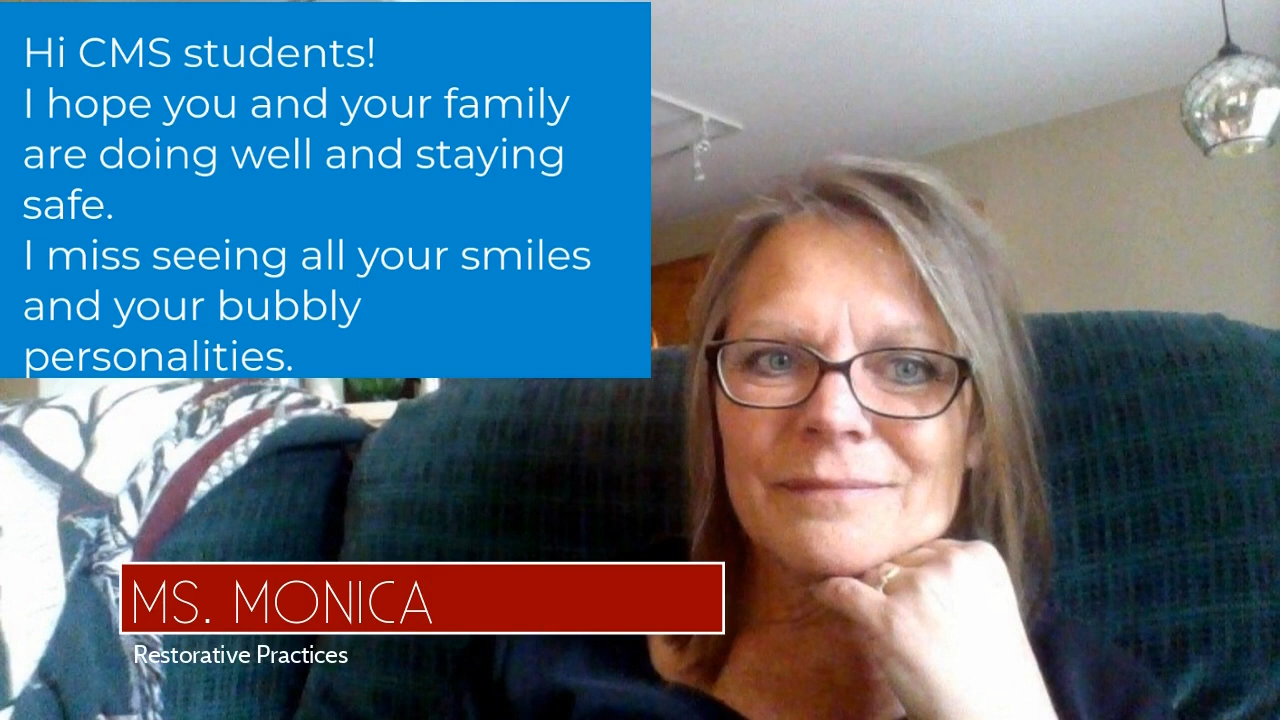 Hi CMS students!
I hope you and your family
are doing well and staying
safe.
I miss seeing all your smiles
and your bubbly
personalities.
MS. MONICA
Restorative Practices